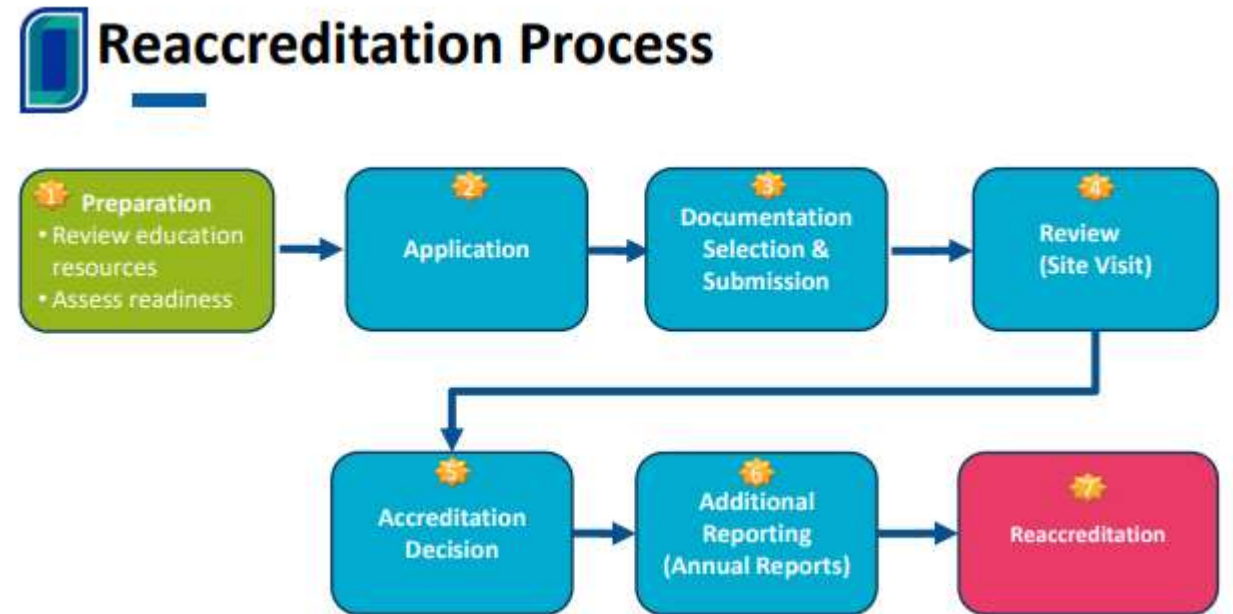 Reaccreditation Process
1
Preparation
• Review education
resources
• Assess readiness
2
Application
3
Documentation
Selection &
Submission
4
Review
(Site Visit)
5
Accreditation
Decision
6
Additional
Reporting
(Annual Reports)
7
Reaccreditation